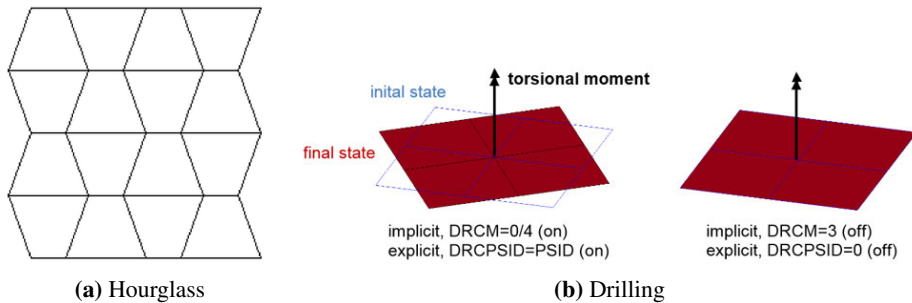 torsional moment
inital state
final state
implicit, DRCM=0/4 (on)
explicit, DRCPSID=PSID (on)
implicit, DRCM=3 (off)
explicit, DRCPSID=0 (off)
(a) Hourglass
(b) Drilling